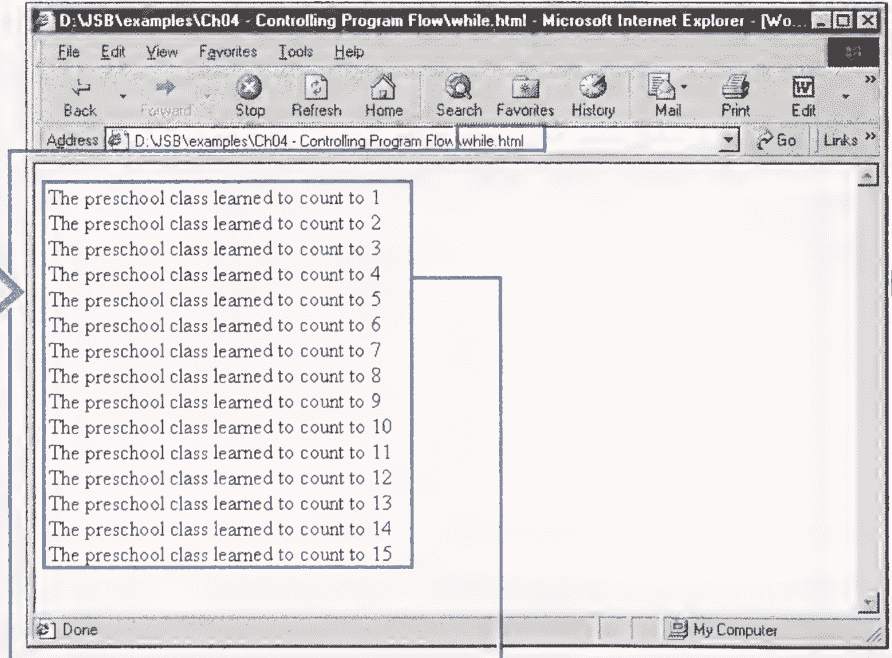 D:\JSB\examples\Ch04 - Controlling Program Flow\while.html - Microsoft Internet Explorer - [Wo...
File Edit View Favorites Tools Help
Back Forward Stop Refresh Home Search Favorites History Mail Print Edit »
Address D:\JSB\examples\Ch04 - Controlling Program Flow\while.html Go Links »
The preschool class learned to count to 1
The preschool class learned to count to 2
The preschool class learned to count to 3
The preschool class learned to count to 4
The preschool class learned to count to 5
The preschool class learned to count to 6
The preschool class learned to count to 7
The preschool class learned to count to 8
The preschool class learned to count to 9
The preschool class learned to count to 10
The preschool class learned to count to 11
The preschool class learned to count to 12
The preschool class learned to count to 13
The preschool class learned to count to 14
The preschool class learned to count to 15
Done My Computer